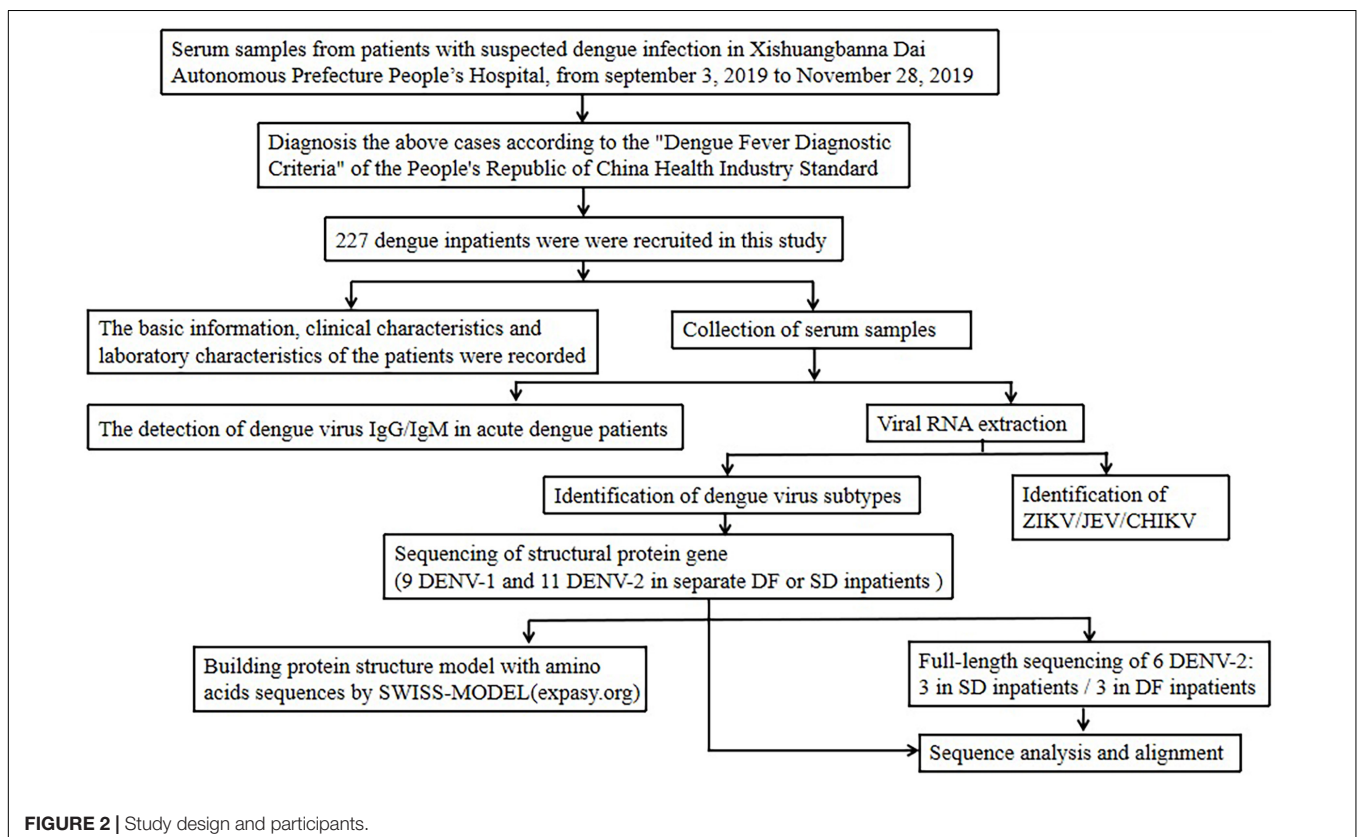 Serum samples from patients with suspected dengue infection in Xishuangbanna Dai
Autonomous Prefecture People's Hospital, from september 3, 2019 to November 28, 2019
Diagnosis the above cases according to the "Dengue Fever Diagnostic
Criteria" of the People's Republic of China Health Industry Standard
227 dengue inpatients were were recruited in this study
The basic information, clinical characteristics and
laboratory characteristics of the patients were recorded
Collection of serum samples
The detection of dengue virus IgG/IgM in acute dengue patients
Viral RNA extraction
Identification of dengue virus subtypes
Identification of
ZIKV/JEV/CHIKV
Sequencing of structural protein gene
(9 DENV-1 and 11 DENV-2 in separate DF or SD inpatients )
Building protein structure model with amino
acids sequences by SWISS-MODEL(expasy.org)
Full-length sequencing of 6 DENV-2:
3 in SD inpatients / 3 in DF inpatients
Sequence analysis and alignment
FIGURE 2 | Study design and participants.